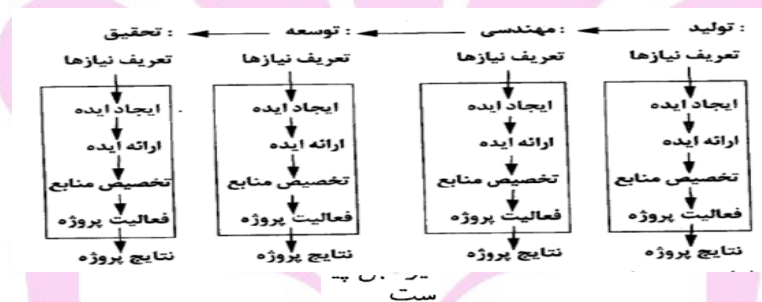 : تولید : مهندسی : توسعه : تحقیق
تعریف نیازها تعریف نیازها تعریف نیازها تعریف نیازها
ایجاد ایده ایجاد ایده ایجاد ایده ایجاد ایده
ارائه ایده ارائه ایده ارائه ایده ارائه ایده
تخصیص منابع تخصیص منابع تخصیص منابع تخصیص منابع
فعالیت پروژه فعالیت پروژه فعالیت پروژه فعالیت پروژه
نتایج پروژه نتایج پروژه نتایج پروژه نتایج پروژه
ست